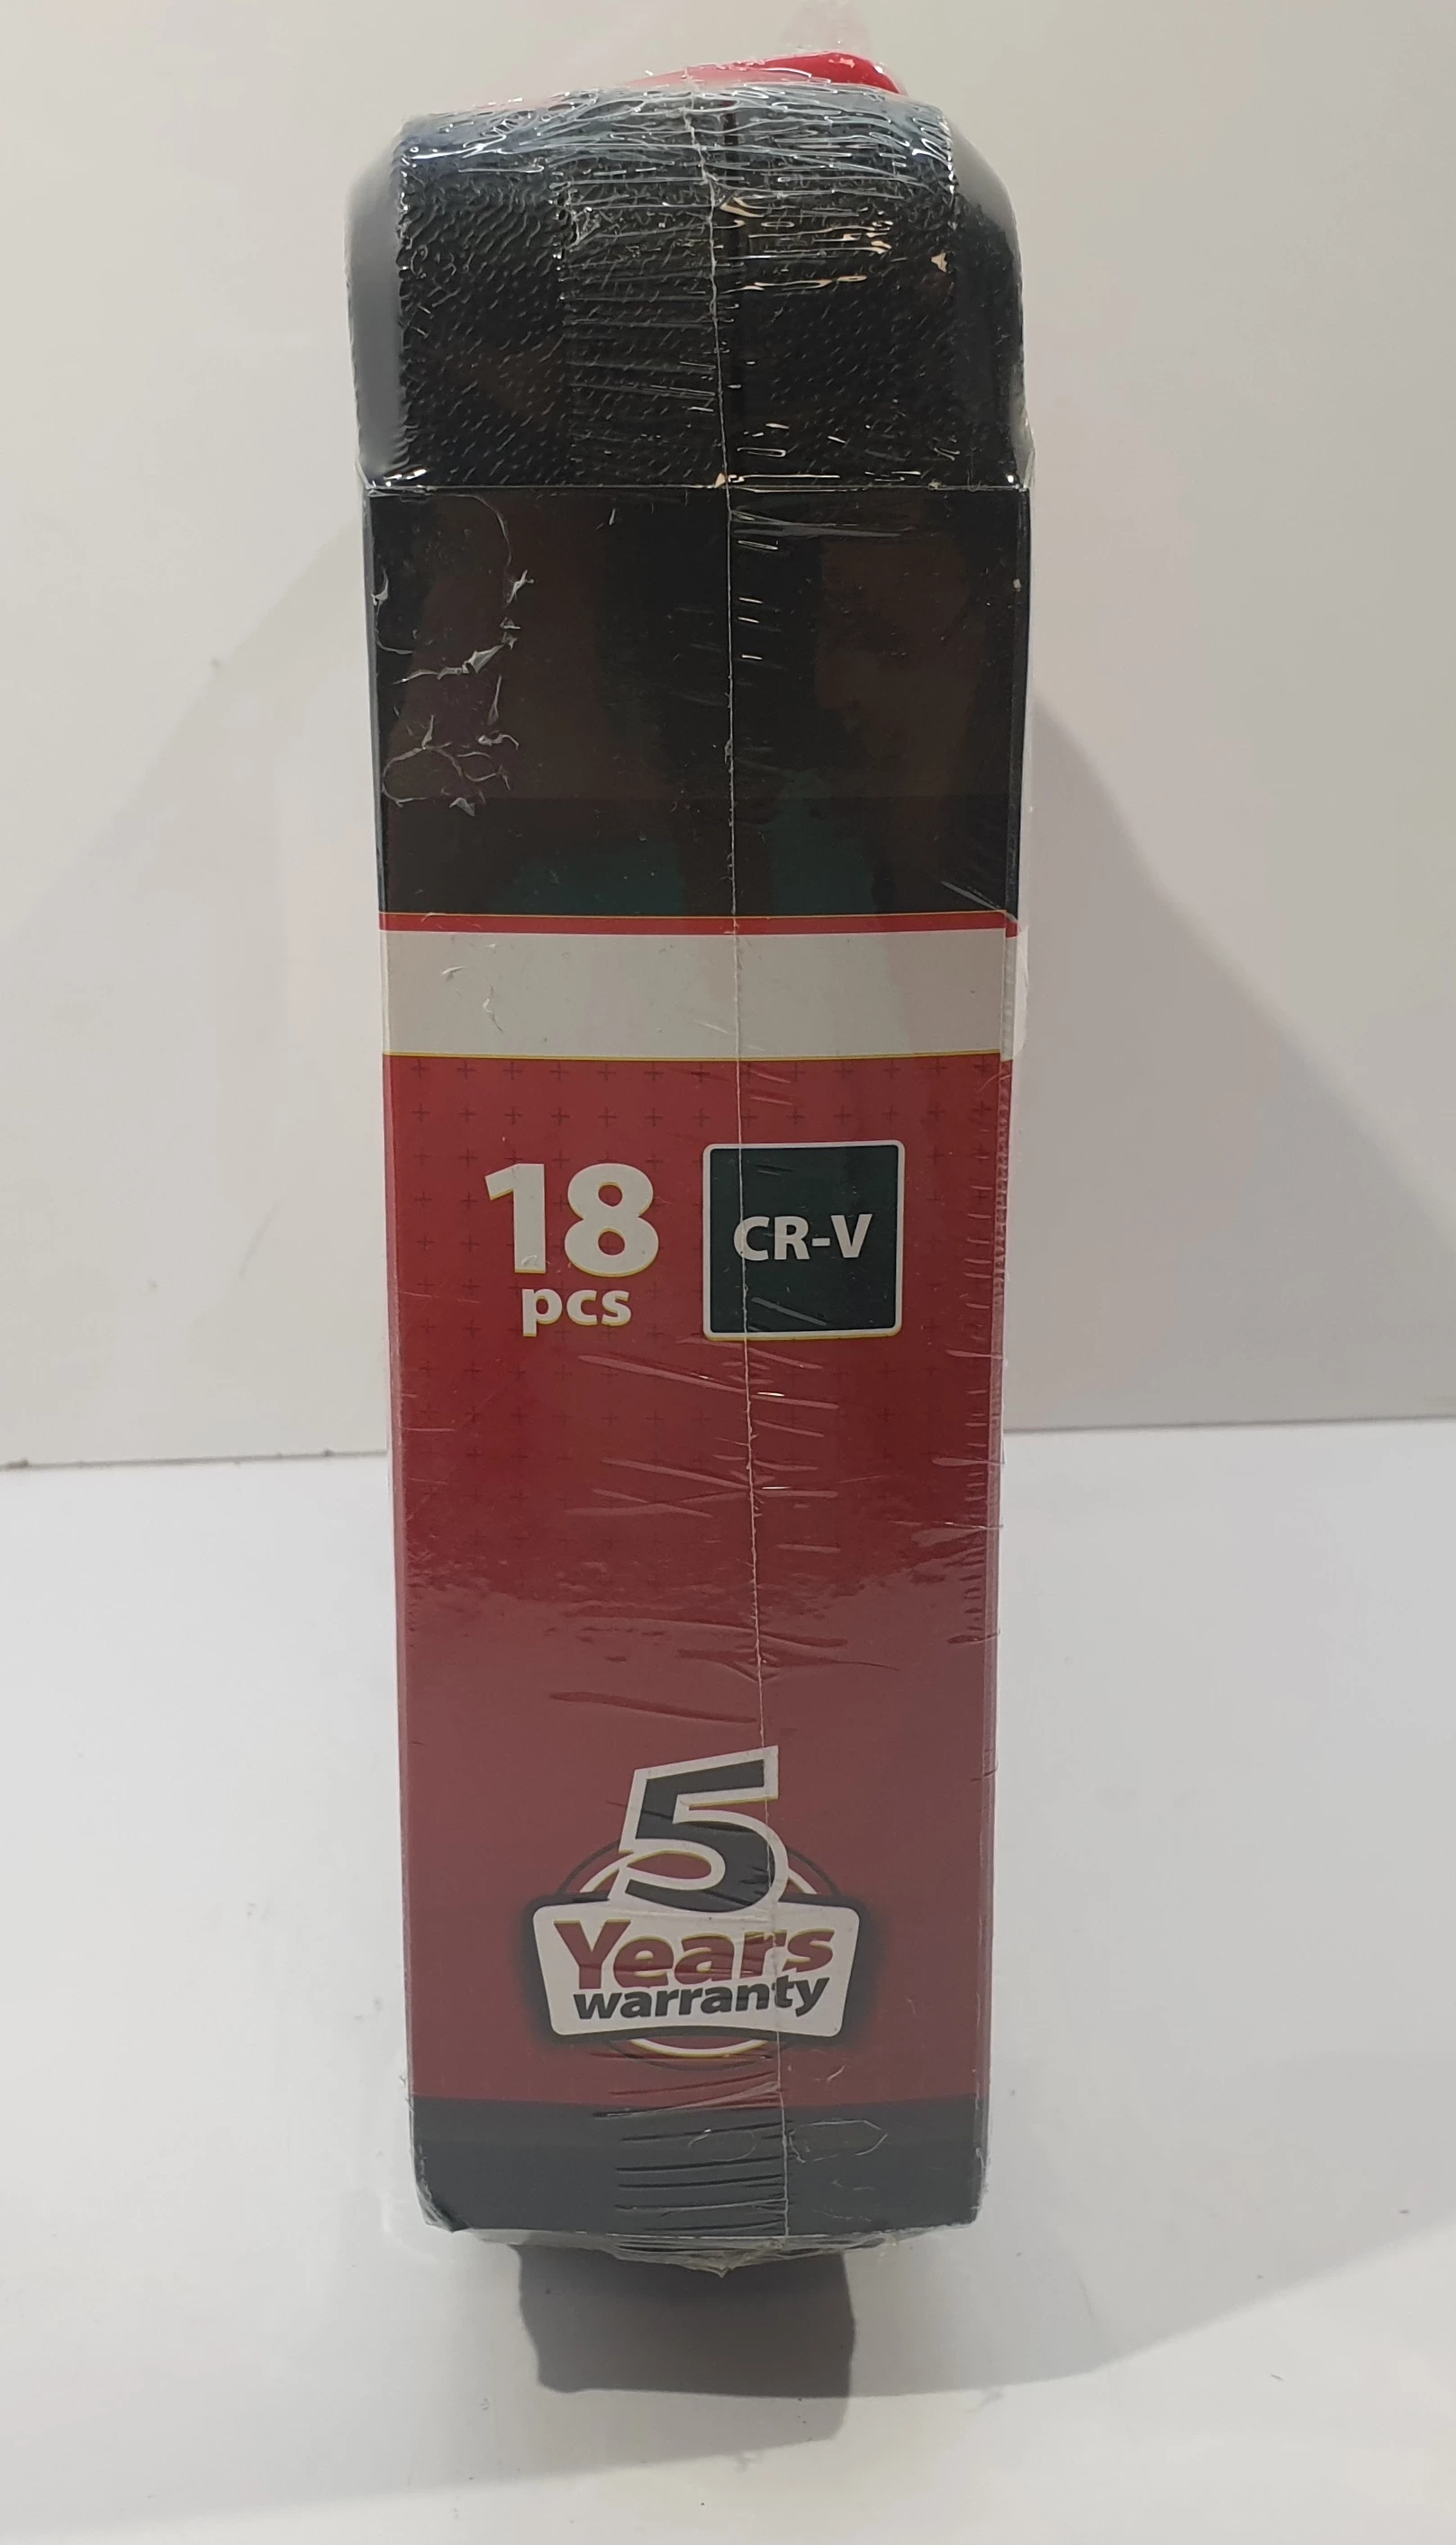 18
pcs
CR-V
5
Years
warranty